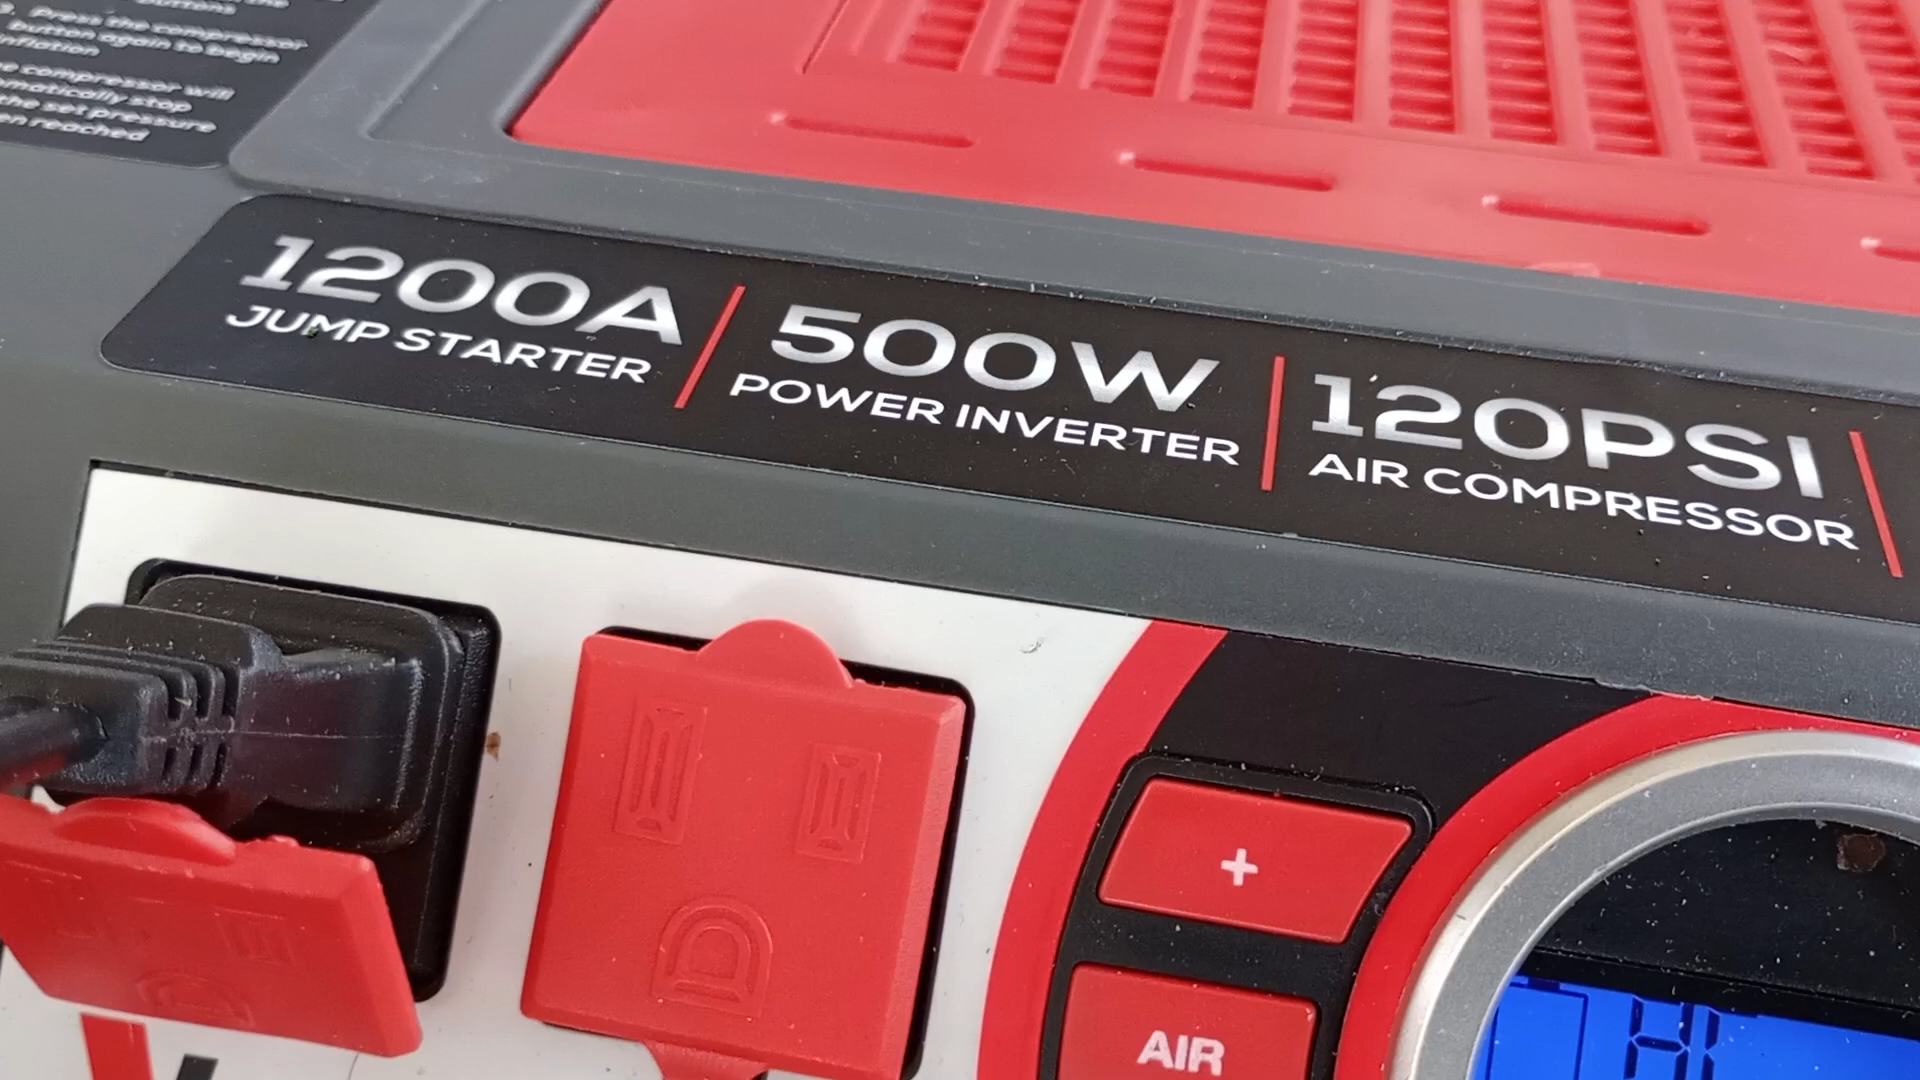 3. Press the compressor
button again to begin
inflation
compressor will
stop
the set pressure
reached
1200A
JUMP STARTER
500W
POWER INVERTER
120PSI
AIR COMPRESSOR
+
AIR